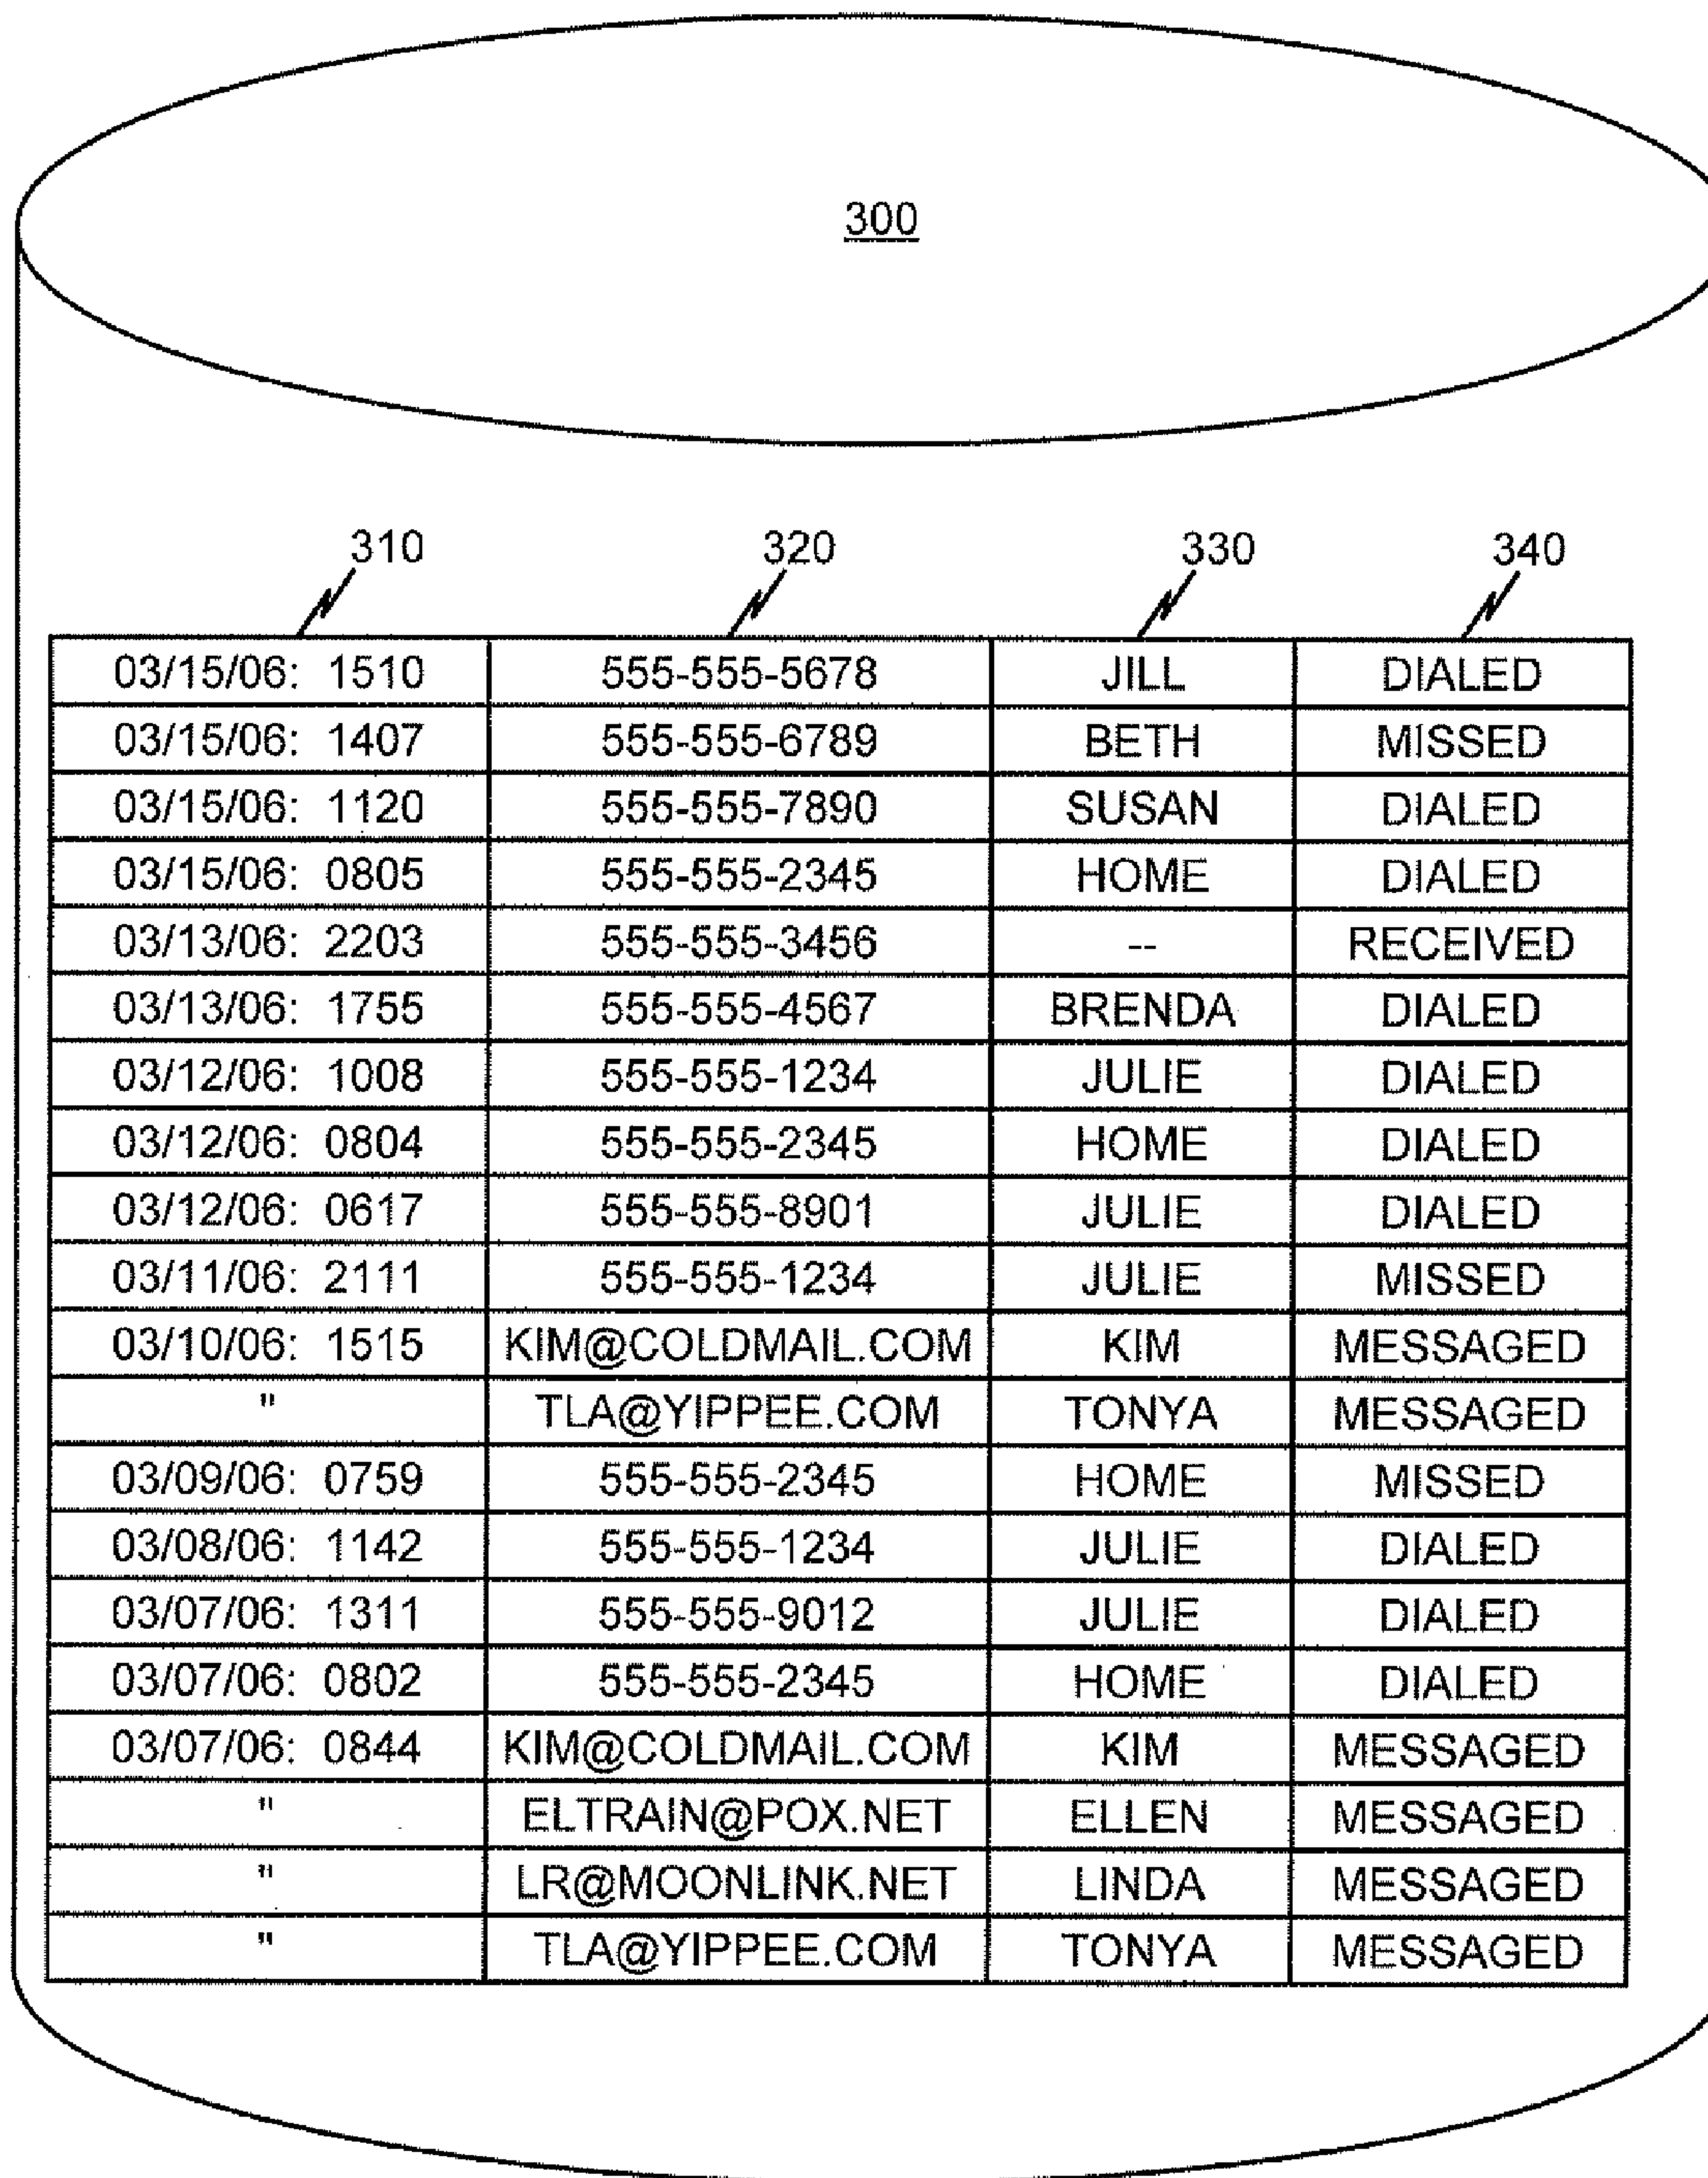 300
310 320 330 340
03/15/06: 1510 555-555-5678 JILL DIALED
03/15/06: 1407 555-555-6789 BETH MISSED
03/15/06: 1120 555-555-7890 SUSAN DIALED
03/15/06: 0805 555-555-2345 HOME DIALED
03/13/06: 2203 555-555-3456 -- RECEIVED
03/13/06: 1755 555-555-4567 BRENDA DIALED
03/12/06: 1008 555-555-1234 JULIE DIALED
03/12/06: 0804 555-555-2345 HOME DIALED
03/12/06: 0617 555-555-8901 JULIE DIALED
03/11/06: 2111 555-555-1234 JULIE MISSED
03/10/06: 1515 KIM@COLDMAIL.COM KIM MESSAGED
" TLA@YIPPEE.COM TONYA MESSAGED
03/09/06: 0759 555-555-2345 HOME MISSED
03/08/06: 1142 555-555-1234 JULIE DIALED
03/07/06: 1311 555-555-9012 JULIE DIALED
03/07/06: 0802 555-555-2345 HOME DIALED
03/07/06: 0844 KIM@COLDMAIL.COM KIM MESSAGED
" ELTRAIN@POX.NET ELLEN MESSAGED
" LR@MOONLINK.NET LINDA MESSAGED
" TLA@YIPPEE.COM TONYA MESSAGED